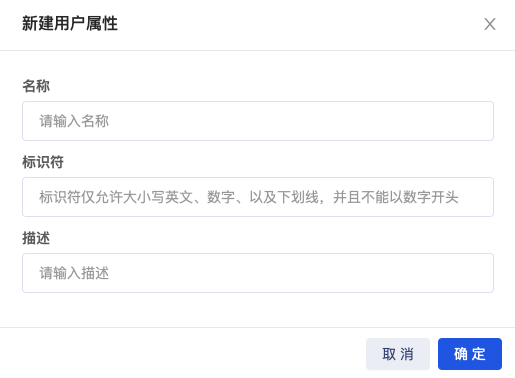 新建用户属性
名称
请输入名称
标识符
标识符仅允许大小写英文、数字、以及下划线，并且不能以数字开头
描述
请输入描述
取 消
确 定